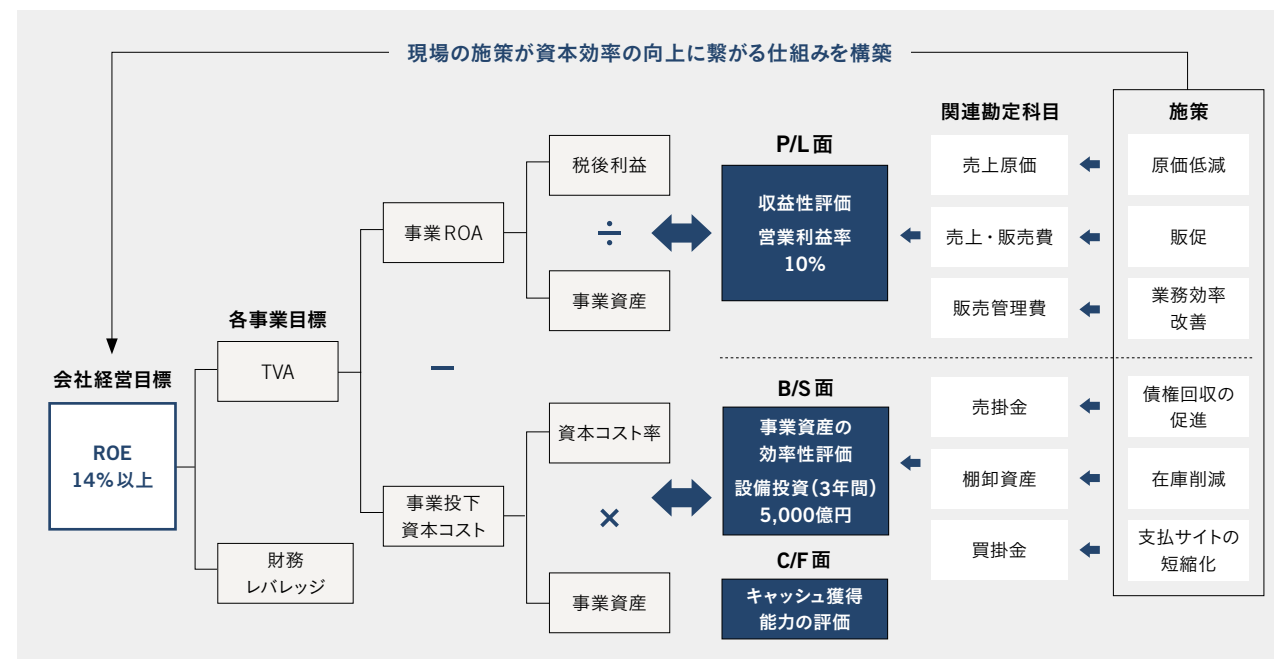 現場の施策が資本効率の向上に繋がる仕組みを構築
会社経営目標
ROE
14%以上
各事業目標
TVA
財務
レバレッジ
事業ROA
−
事業投下
資本コスト
税後利益
÷
事業資産
資本コスト率
×
事業資産
P/L面
収益性評価
営業利益率
10%
B/S面
事業資産の
効率性評価
設備投資(3年間)
5,000億円
C/F面
キャッシュ獲得
能力の評価
関連勘定科目
売上原価
売上・販売費
販売管理費
売掛金
棚卸資産
買掛金
施策
原価低減
販促
業務効率
改善
債権回収の
促進
在庫削減
支払サイトの
短縮化